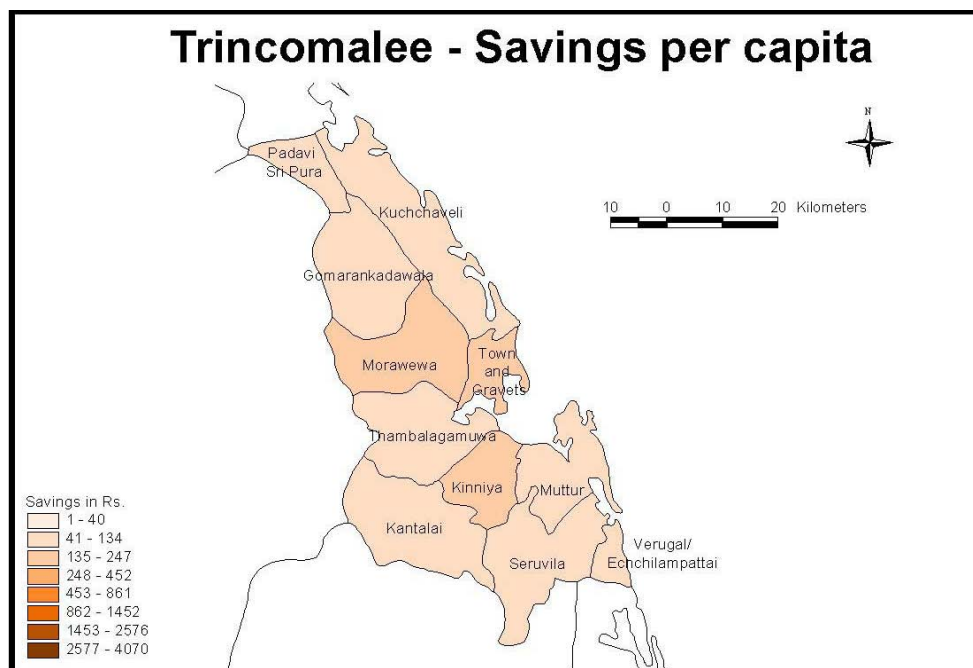 Trincomalee - Savings per capita
N
Padavi
Sri Pura
Kuchchaveli
10 0 10 20 Kilometers
Gomarankadawala
Morawewa
Town
and
Gravets
Thambalagamuwa
Kinniya
Muttur
Kantalai
Seruvila
Verugal/
Echchilampattai
Savings in Rs.
1 - 40
41 - 134
135 - 247
248 - 452
453 - 861
862 - 1452
1453 - 2576
2577 - 4070